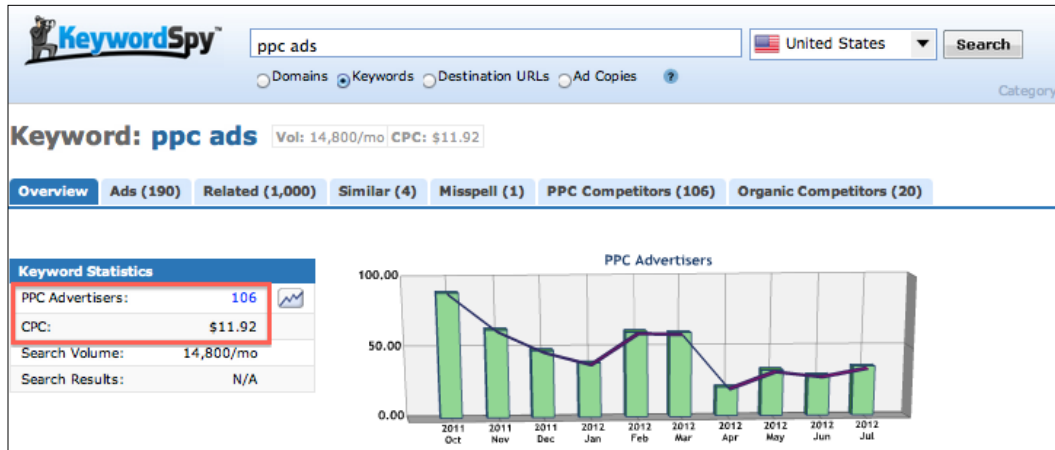 KeywordSpy™
ppc ads
United States
Search
Domains Keywords Destination URLs Ad Copies ?
Category
Keyword: ppc ads Vol: 14,800/mo CPC: $11.92
Overview Ads (190) Related (1,000) Similar (4) Misspell (1) PPC Competitors (106) Organic Competitors (20)
Keyword Statistics
PPC Advertisers: 106
CPC: $11.92
Search Volume: 14,800/mo
Search Results: N/A
PPC Advertisers
100.00
50.00
0.00
2011 2011 2011 2012 2012 2012 2012 2012 2012 2012
Oct Nov Dec Jan Feb Mar Apr May Jun Jul